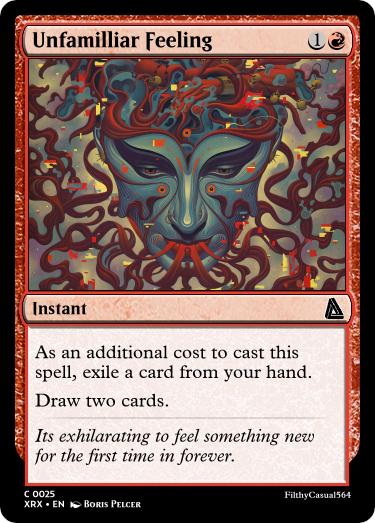 Unfamilliar Feeling 1
Instant
As an additional cost to cast this
spell, exile a card from your hand.
Draw two cards.
Its exhilarating to feel something new
for the first time in forever.
C 0025
XRX • EN Boris Pelcer
FilthyCasual564